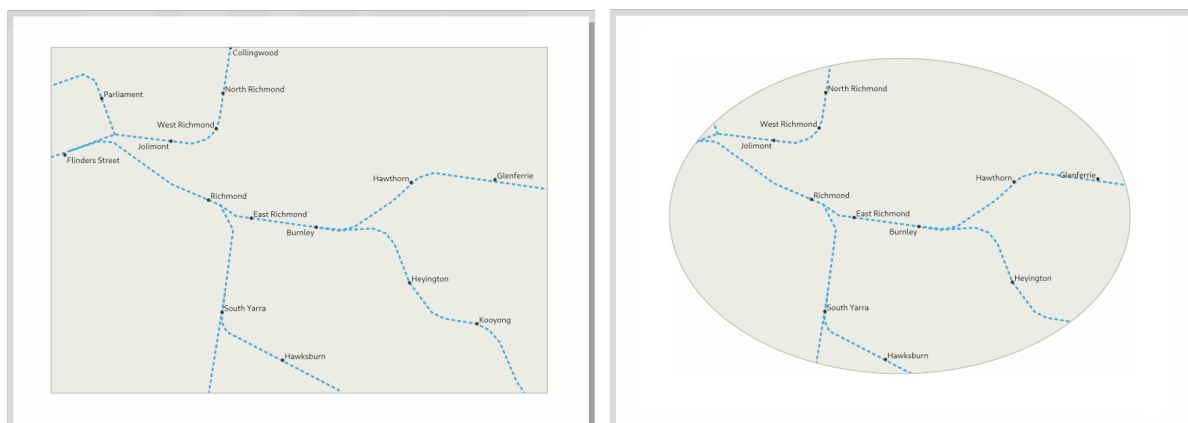 Collingwood
North Richmond
Parliament
West Richmond
Jolimont
Flinders Street
Hawthorn
Glenferrie
Richmond
East Richmond
Burnley
Heyington
South Yarra
Kooyong
Hawksburn
North Richmond
West Richmond
Jolimont
Hawthorn
Glenferrie
Richmond
East Richmond
Burnley
Heyington
South Yarra
Hawksburn